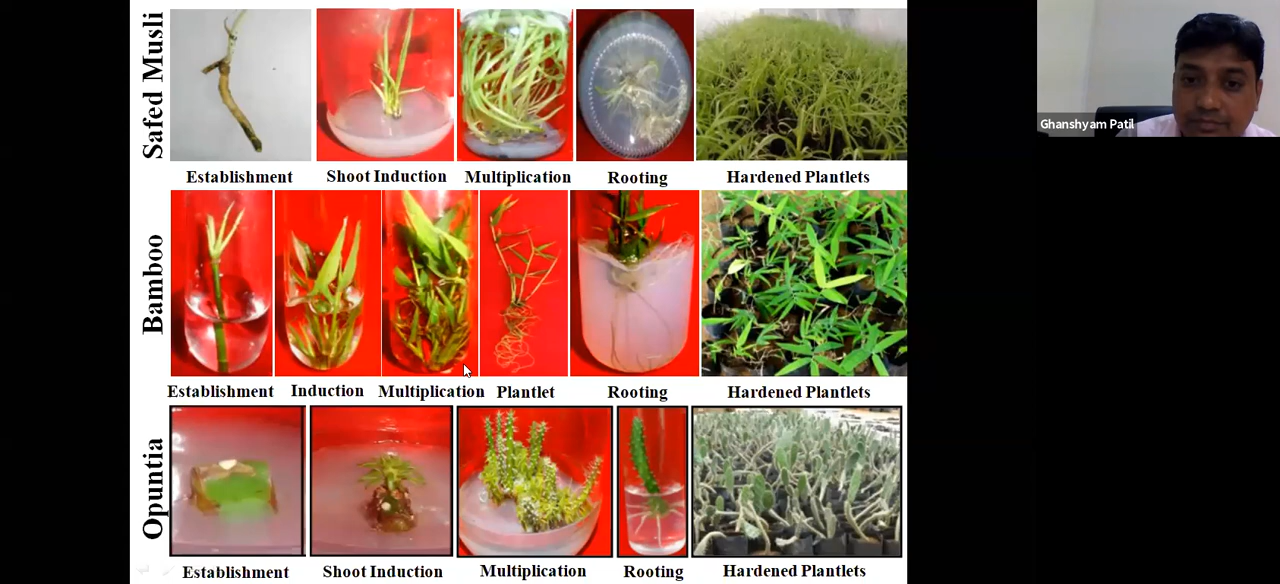 Safed Musli
Establishment Shoot Induction Multiplication Rooting Hardened Plantlets
Bamboo
Establishment Induction Multiplication Plantlet Rooting Hardened Plantlets
Opuntia
Establishment Shoot Induction Multiplication Rooting Hardened Plantlets
Ghanshyam Patil